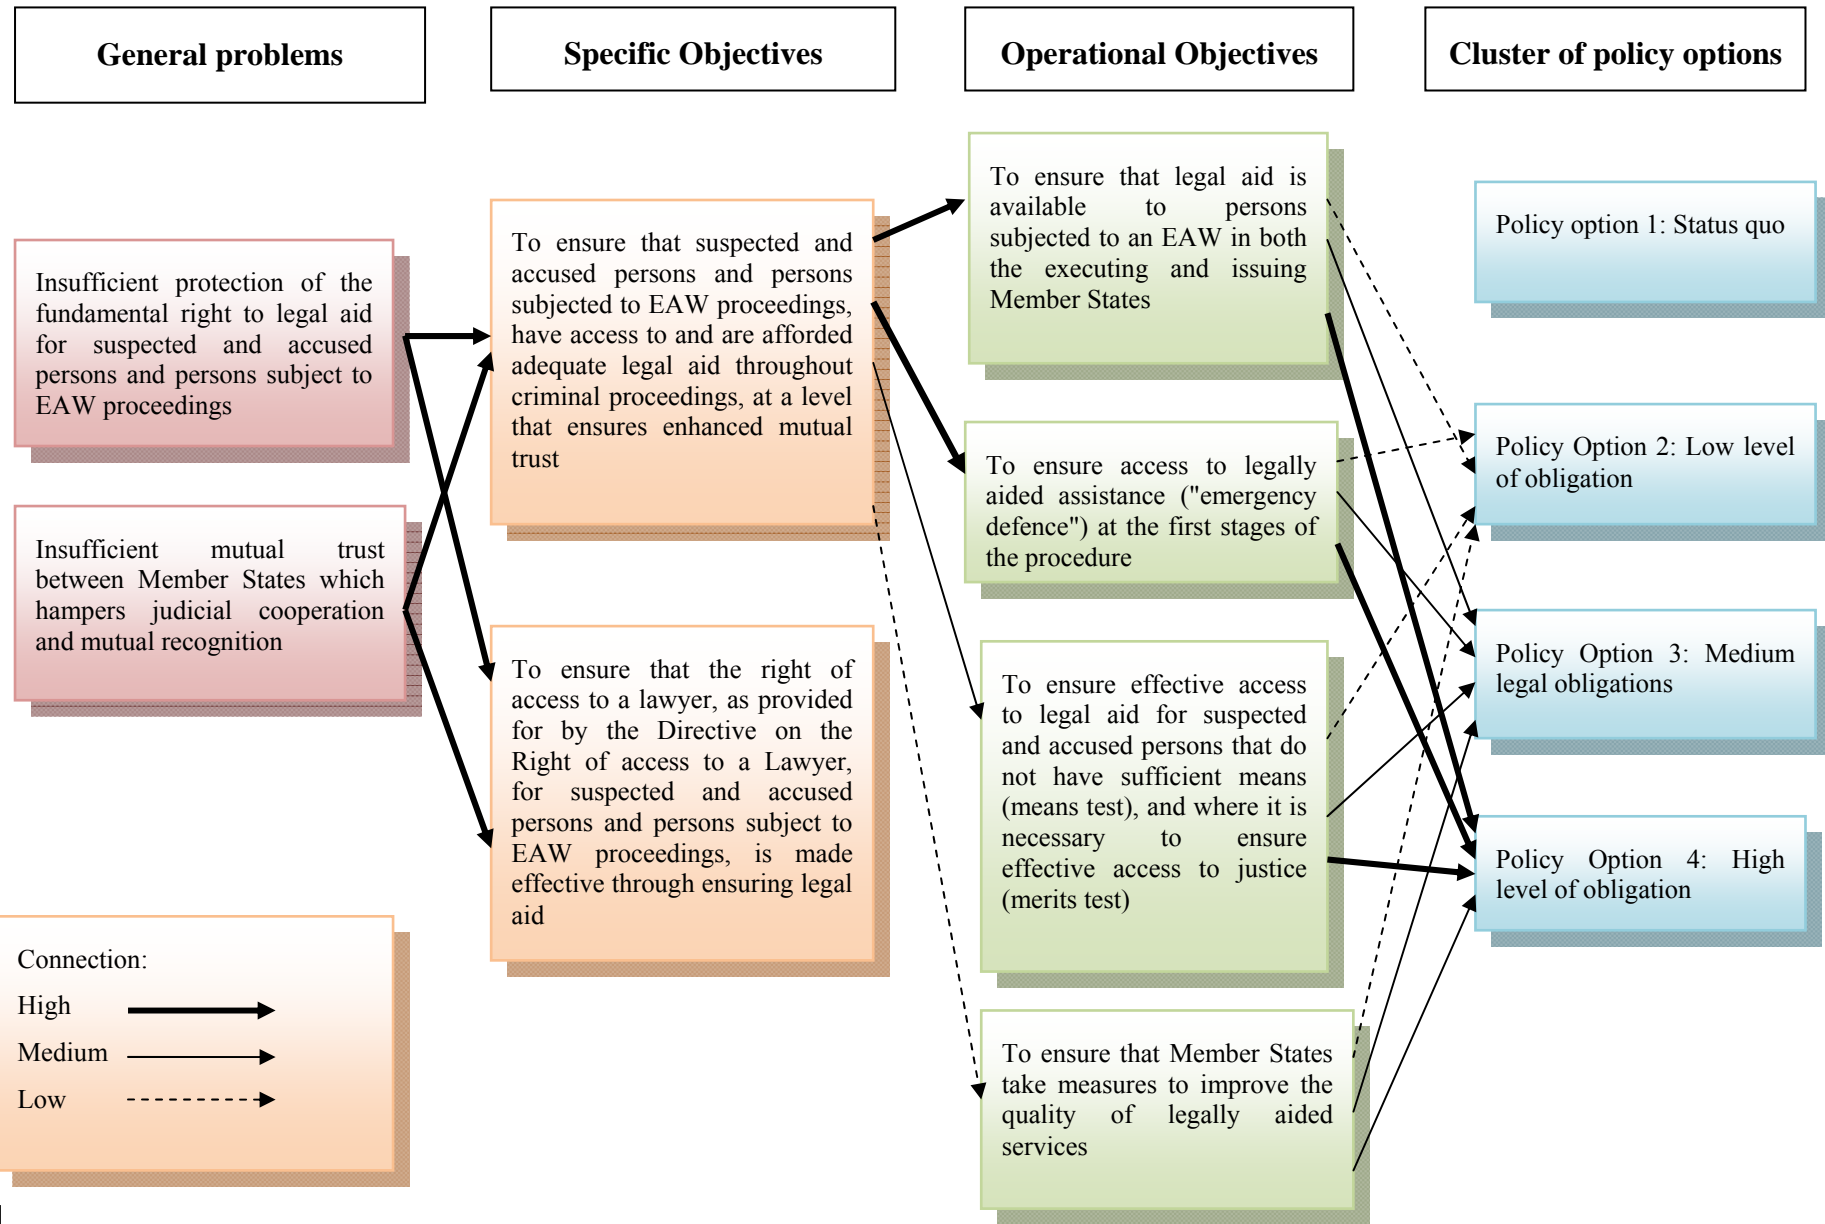 General problems
Specific Objectives
Operational Objectives
Cluster of policy options
Insufficient protection of the
fundamental right to legal aid
for suspected and accused
persons and persons subject to
EAW proceedings
Insufficient mutual trust
between Member States which
hampers judicial cooperation
and mutual recognition
To ensure that suspected and
accused persons and persons
subjected to EAW proceedings,
have access to and are afforded
adequate legal aid throughout
criminal proceedings, at a level
that ensures enhanced mutual
trust
To ensure that the right of
access to a lawyer, as provided
for by the Directive on the
Right of access to a Lawyer,
for suspected and accused
persons and persons subject to
EAW proceedings, is made
effective through ensuring legal
aid
To ensure that legal aid is
available to persons
subjected to an EAW in both
the executing and issuing
Member States
To ensure access to legally
aided assistance ("emergency
defence") at the first stages of
the procedure
To ensure effective access
to legal aid for suspected
and accused persons that do
not have sufficient means
(means test), and where it is
necessary to ensure
effective access to justice
(merits test)
To ensure that Member States
take measures to improve the
quality of legally aided
services
Policy option 1: Status quo
Policy Option 2: Low level
of obligation
Policy Option 3: Medium
legal obligations
Policy Option 4: High
level of obligation
Connection:
High
Medium
Low